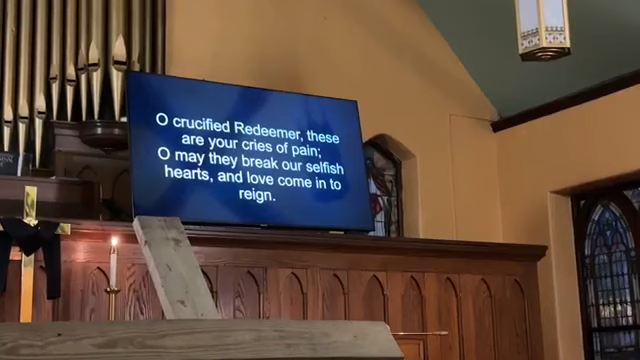 O crucified Redeemer, these
are your cries of pain;
O may they break our selfish
hearts, and love come in to
reign.